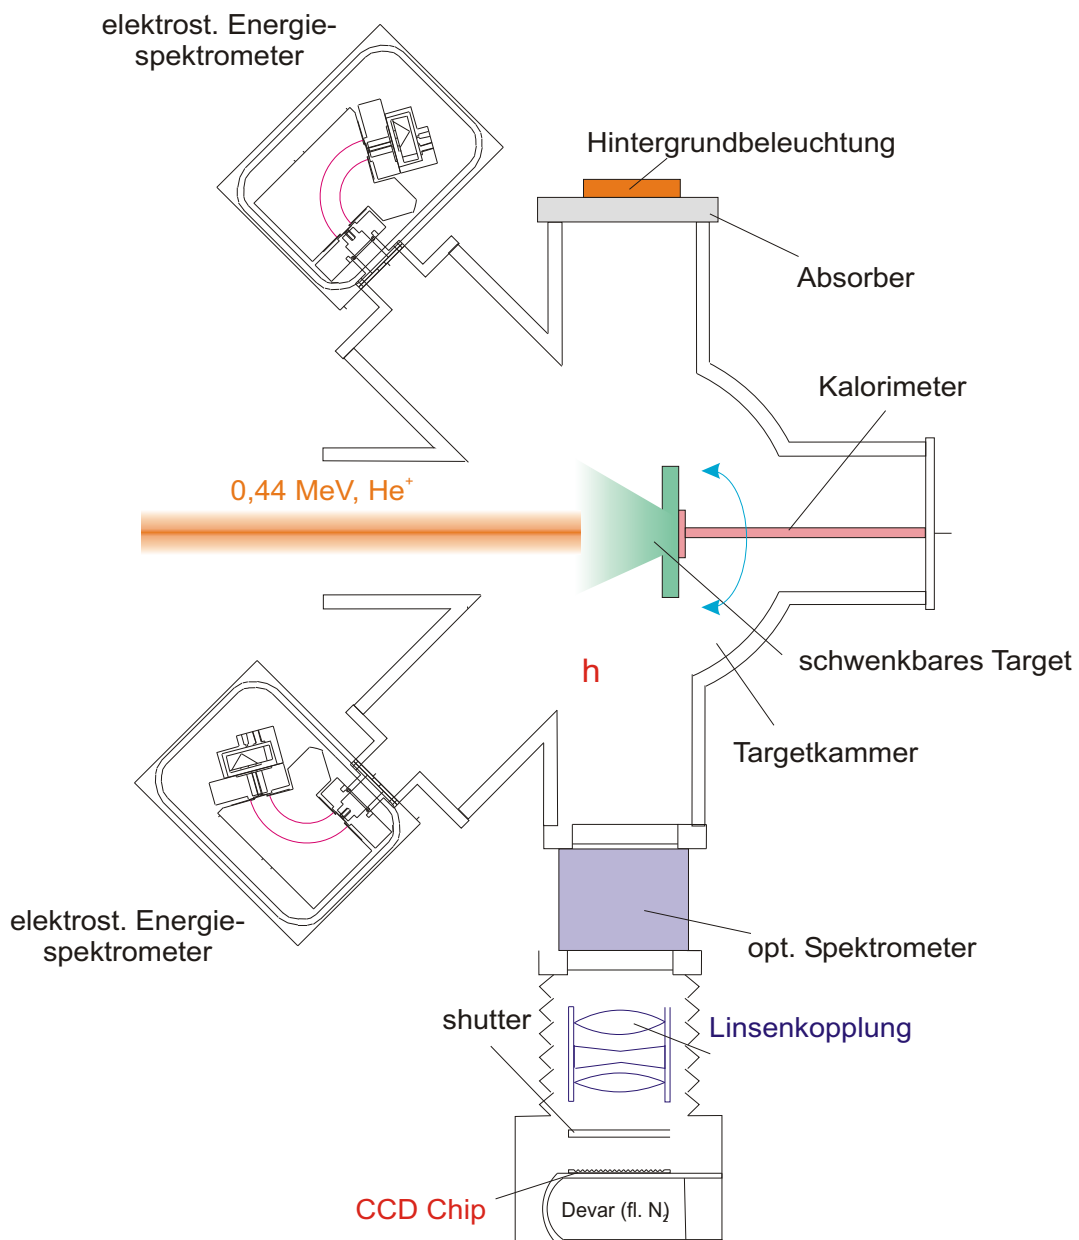 elektrost. Energie-
spektrometer
Hintergrundbeleuchtung
Absorber
Kalorimeter
0,44 MeV, He⁺
schwenkbares Target
h
Targetkammer
elektrost. Energie-
spektrometer
opt. Spektrometer
shutter
Linsenkopplung
CCD Chip
Devar (fl. N₂)